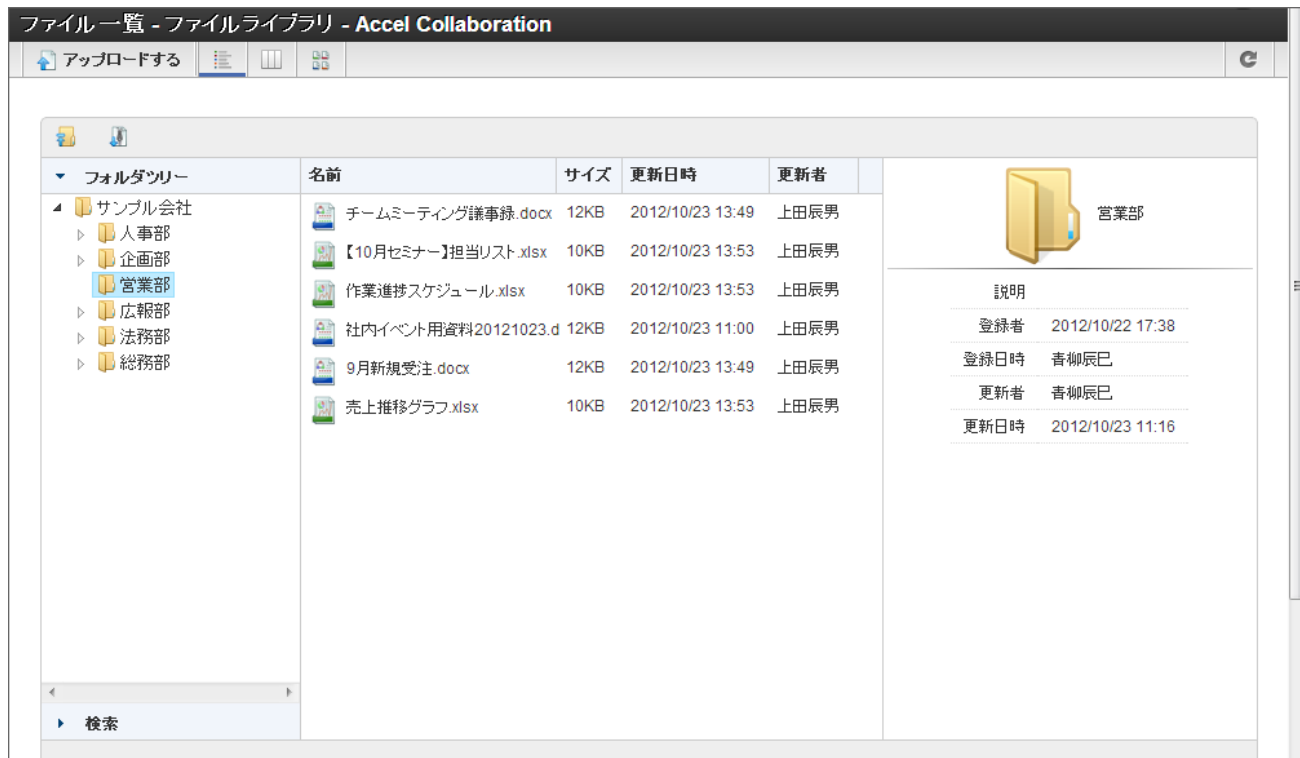 ファイル一覧 - ファイルライブラリ - Accel Collaboration
アップロードする
フォルダツリー
サンプル会社
人事部
企画部
営業部
広報部
法務部
総務部
検索
名前 サイズ 更新日時 更新者
チームミーティング議事録.docx 12KB 2012/10/23 13:49 上田辰男
【10月セミナー】担当リスト.xlsx 10KB 2012/10/23 13:53 上田辰男
作業進捗スケジュール.xlsx 10KB 2012/10/23 13:53 上田辰男
社内イベント用資料20121023.d 12KB 2012/10/23 11:00 上田辰男
9月新規受注.docx 12KB 2012/10/23 13:49 上田辰男
売上推移グラフ.xlsx 10KB 2012/10/23 13:53 上田辰男
営業部
説明
登録者 2012/10/22 17:38
登録日時 青柳辰巳
更新者 青柳辰巳
更新日時 2012/10/23 11:16